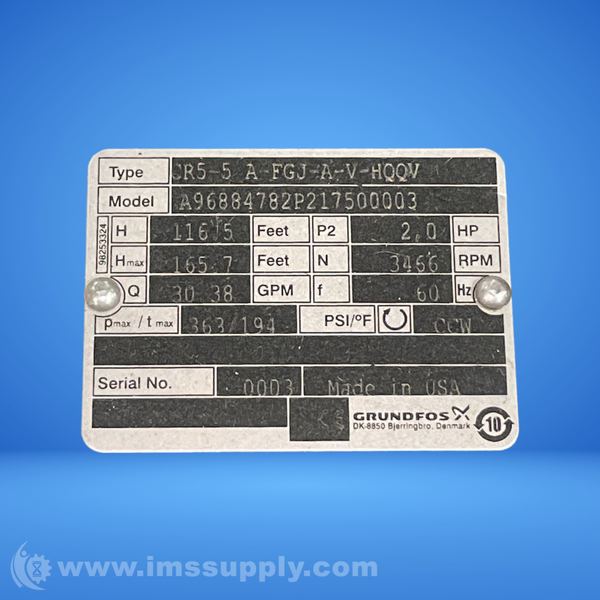 Type CR5-5 A-FGJ-A-V-HQQV
Model A96884782P217500003
98253324
H 116.5 Feet P2 2.0 HP
Hmax 165.7 Feet N 3466 RPM
Q 30.38 GPM f 60 Hz
pmax / t max 363/194 PSI/°F CCW
Serial No. 0003 Made in USA
GRUNDFOS
DK-8850 Bjerringbro, Denmark
10
www.imssupply.com